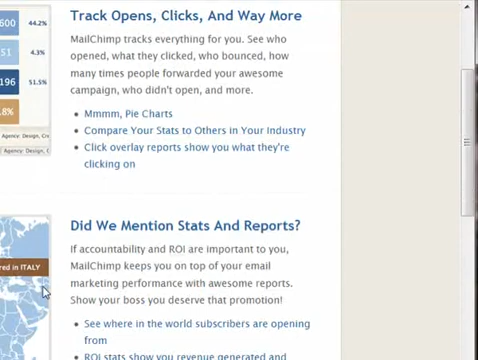 Track Opens, Clicks, And Way More
600
44.2%
MailChimp tracks everything for you. See who
opened, what they clicked, who bounced, how
51
4.3%
many times people forwarded your awesome
196
51.5%
campaign, who didn't open, and more.
.8%
Mmmm, Pie Charts
Compare Your Stats to Others in Your Industry
Agency: Design, Cre
Click overlay reports show you what they're
Agency: Design, C
clicking on
Did We Mention Stats And Reports?
If accountability and ROI are important to you,
red in ITALY
MailChimp keeps you on top of your email
marketing performance with awesome reports.
Show your boss you deserve that promotion!
See where in the world subscribers are opening
from
ROI stats show you revenue generated and